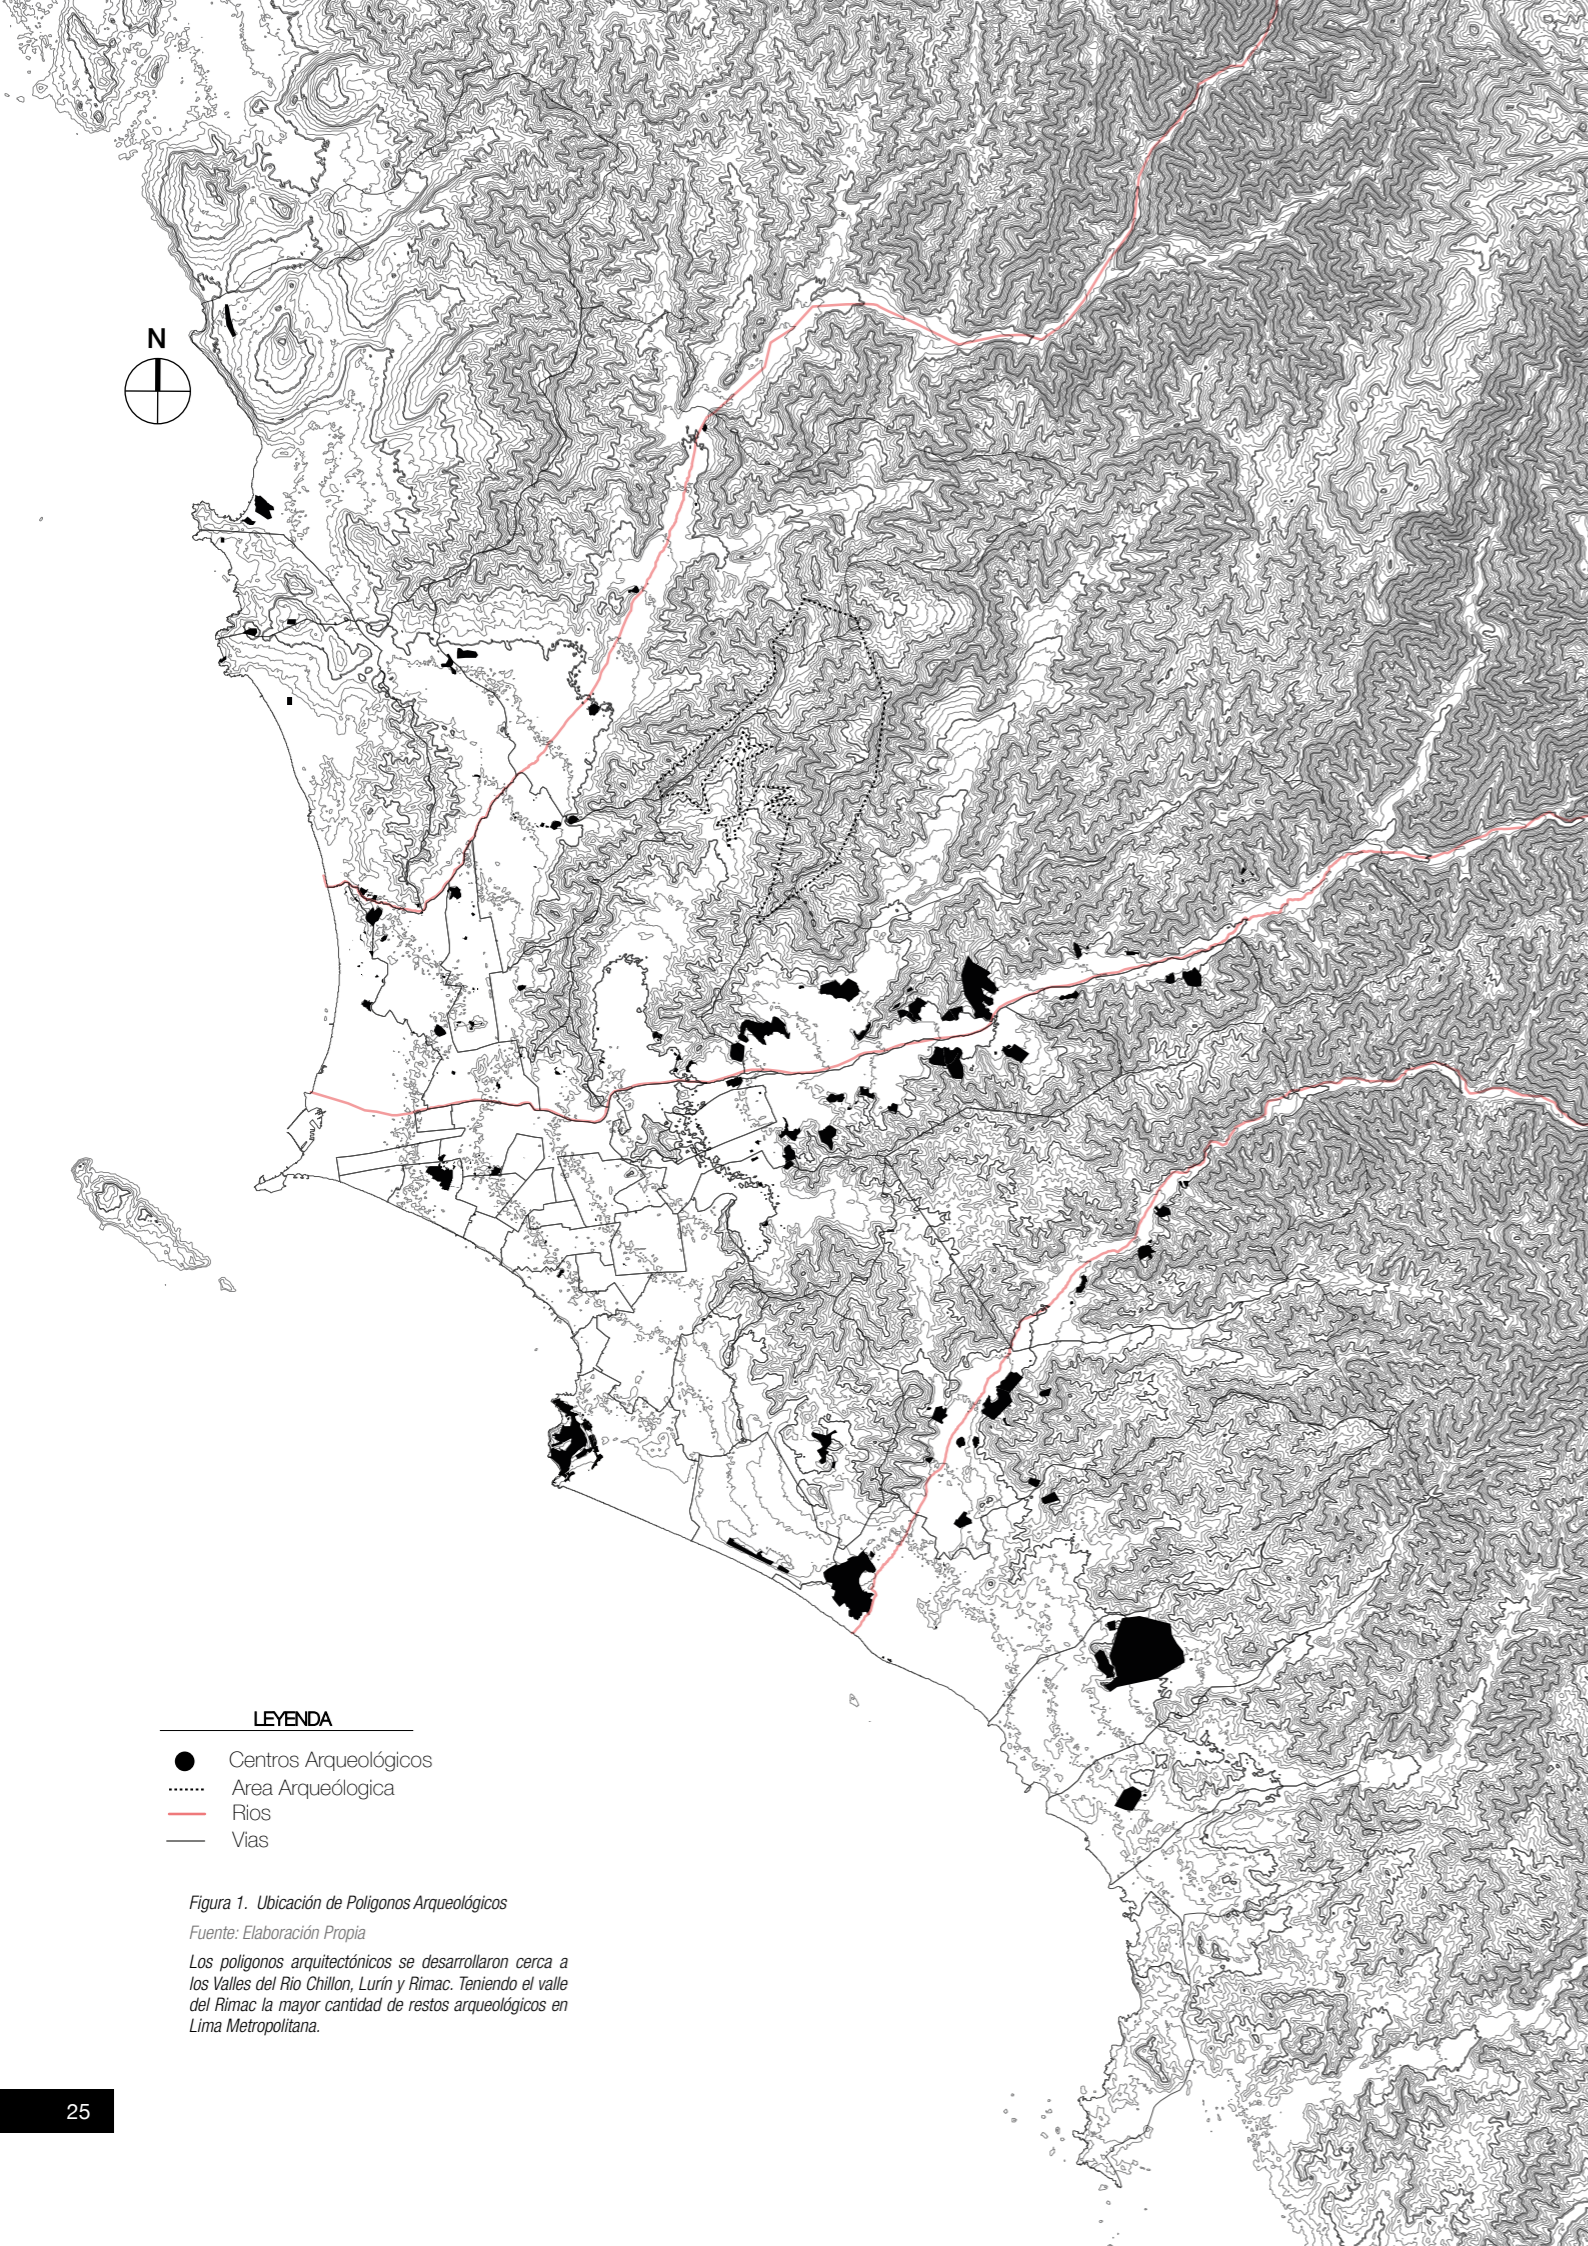 N
LEYENDA
Centros Arqueológicos
Area Arqueólogica
Rios
Vias
Figura 1. Ubicación de Poligonos Arqueológicos
Fuente: Elaboración Propia
Los poligonos arquitectónicos se desarrollaron cerca a
los Valles del Rio Chillon, Lurín y Rimac. Teniendo el valle
del Rimac la mayor cantidad de restos arqueológicos en
Lima Metropolitana.
25